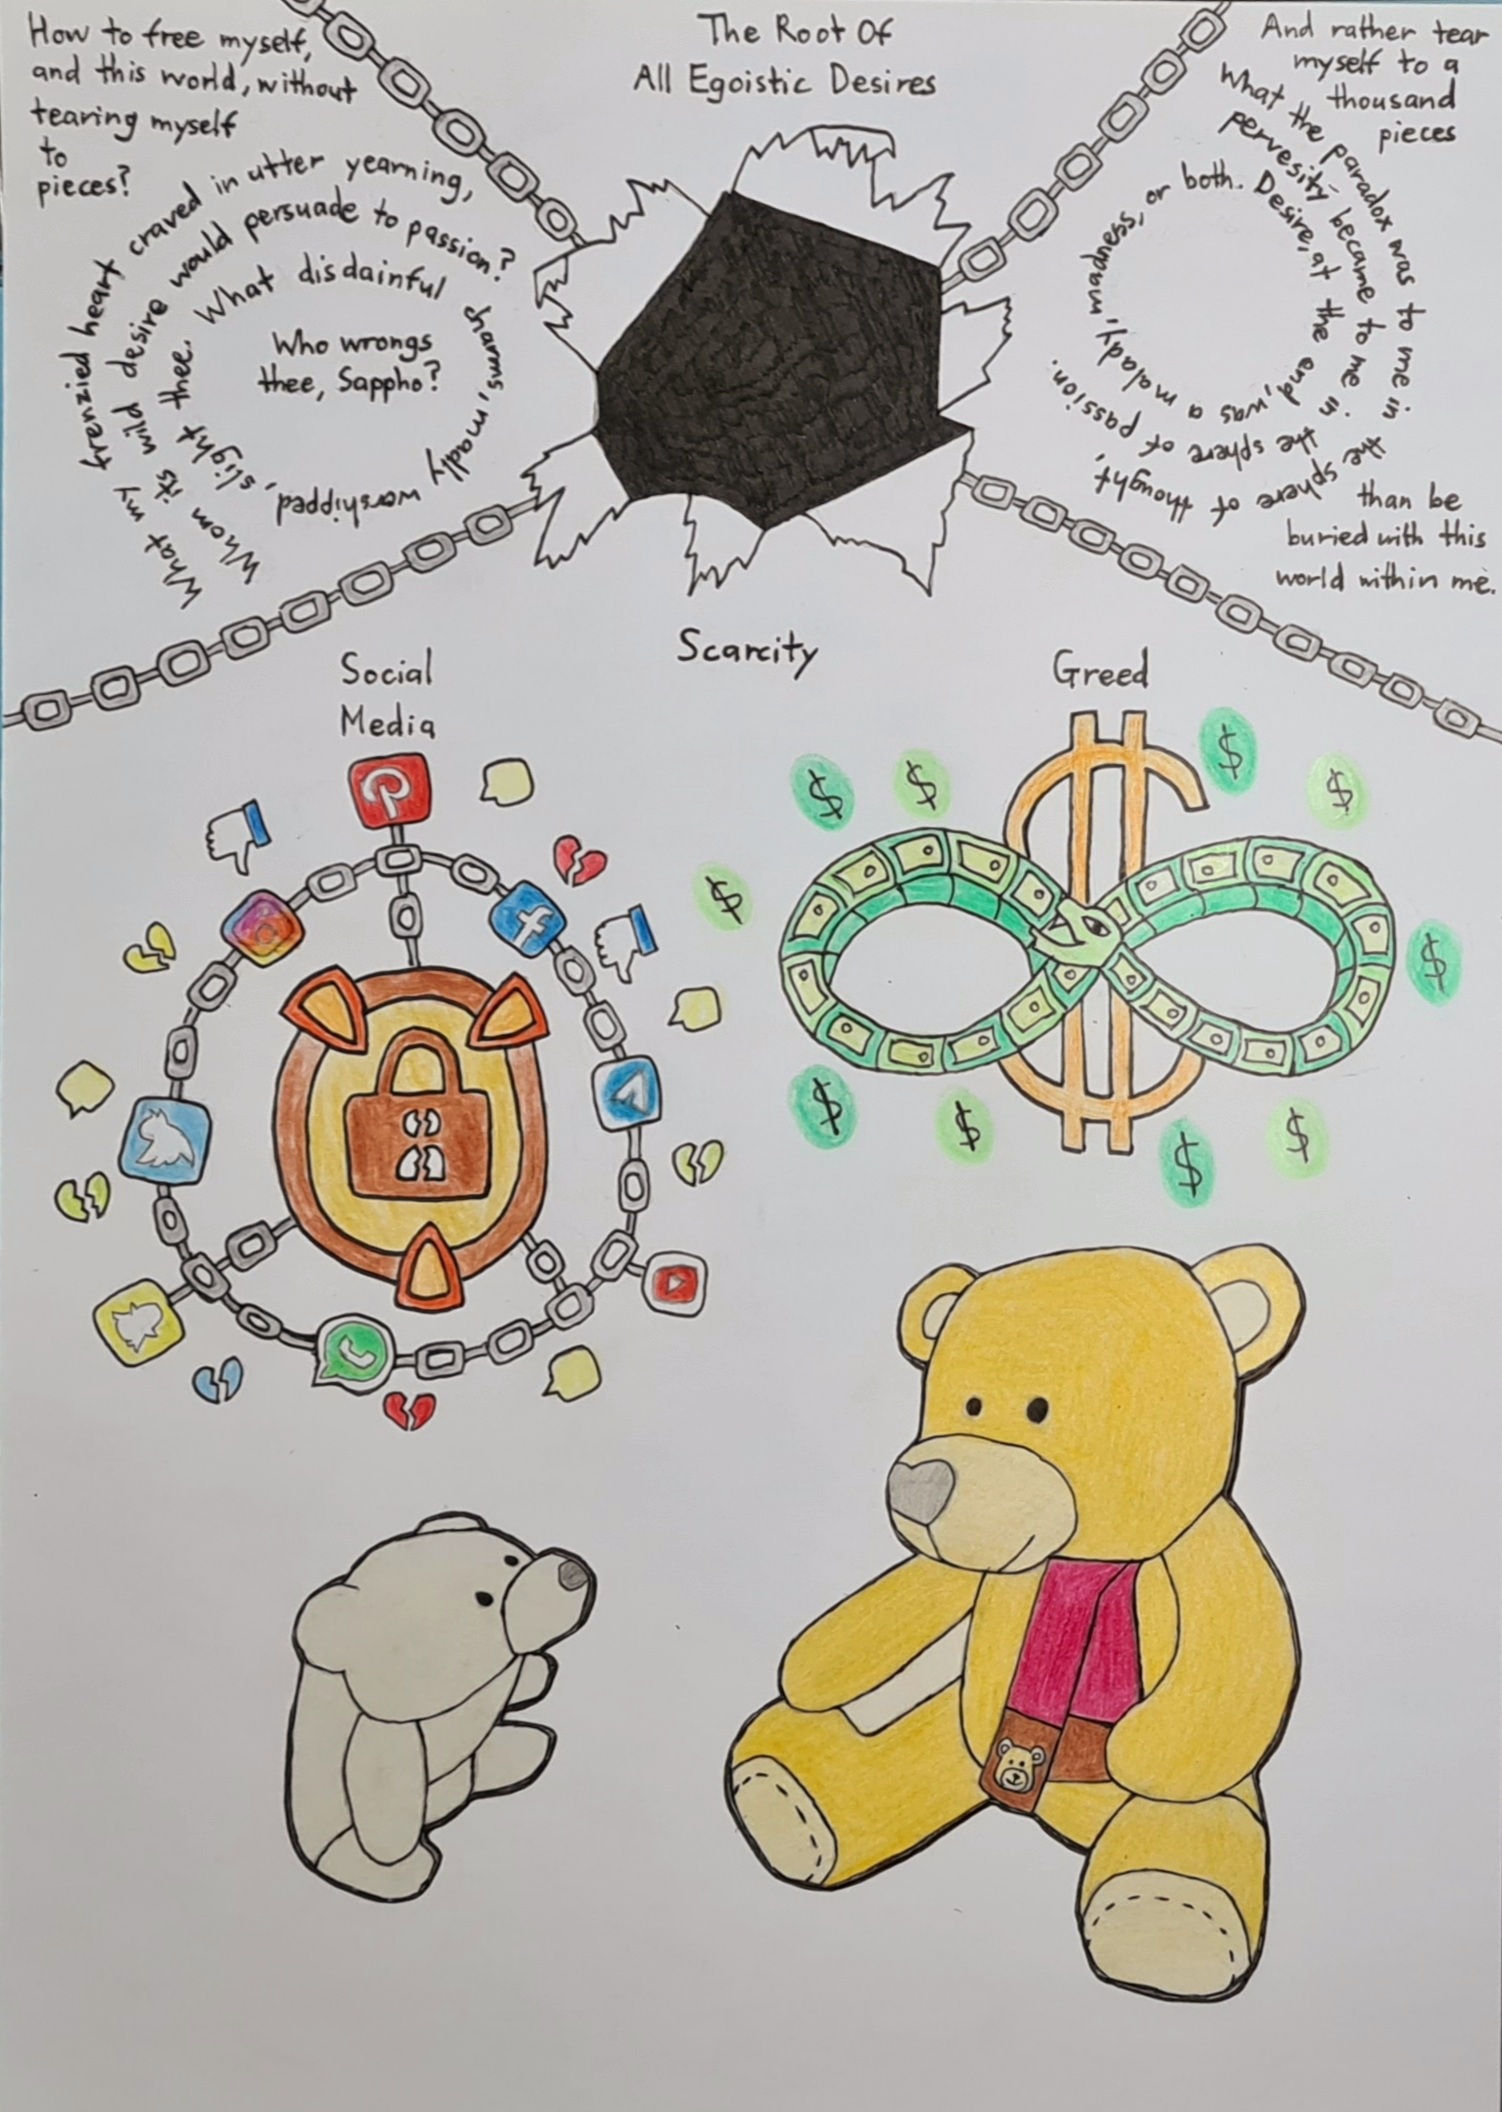 The Root Of
All Egoistic Desires
How to free myself,
and this world, without
tearing myself
to
pieces?
What my frenzied heart craved in utter yearning,
Whom its wild desire would persuade to passion?
What disdainful charms, madly worshipped, slight thee.
Who wrongs
thee, Sappho?
And rather tear
myself to a
thousand
pieces
What the paradox was to me in the sphere of thought,
pervesity became to me in the sphere of passion.
Desire, at the end, was a malady, madness, or both.
than be
buried with this
world within me.
Social
Media
Scarcity
Greed